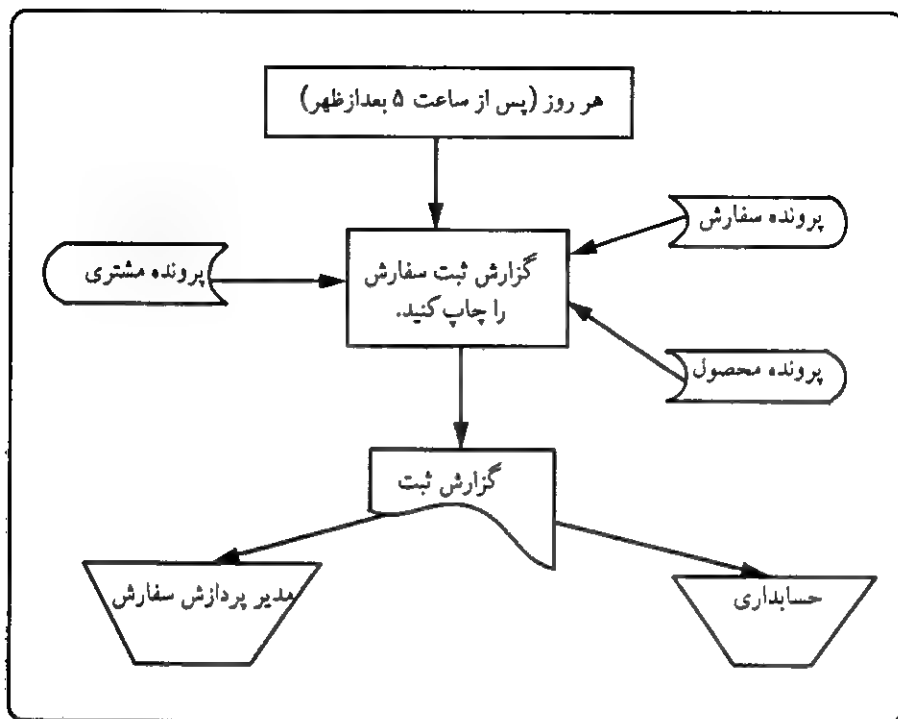 هر روز (پس از ساعت ۵ بعدازظهر)
پرونده سفارش
گزارش ثبت سفارش
را چاپ کنید.
پرونده مشتری
پرونده محصول
گزارش ثبت
مدیر پردازش سفارش
حسابداری